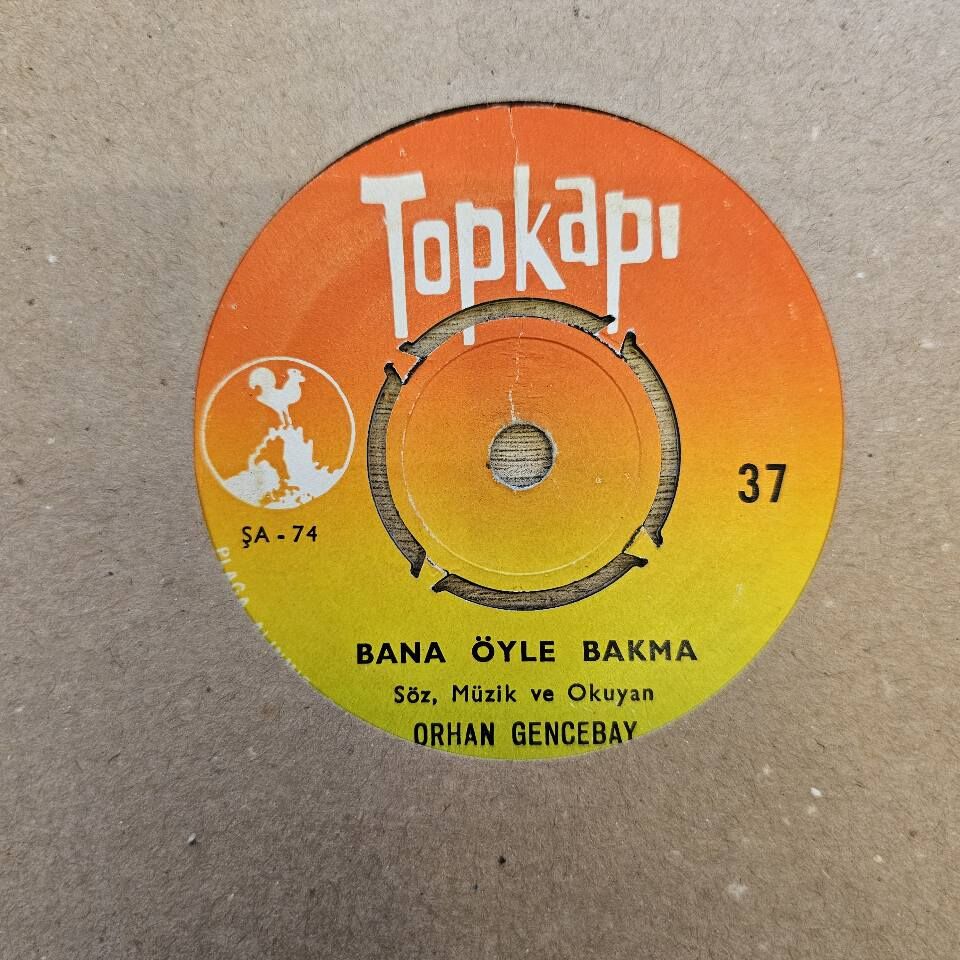 Topkapı
37
ŞA - 74
BANA ÖYLE BAKMA
Söz, Müzik ve Okuyan
ORHAN GENCEBAY